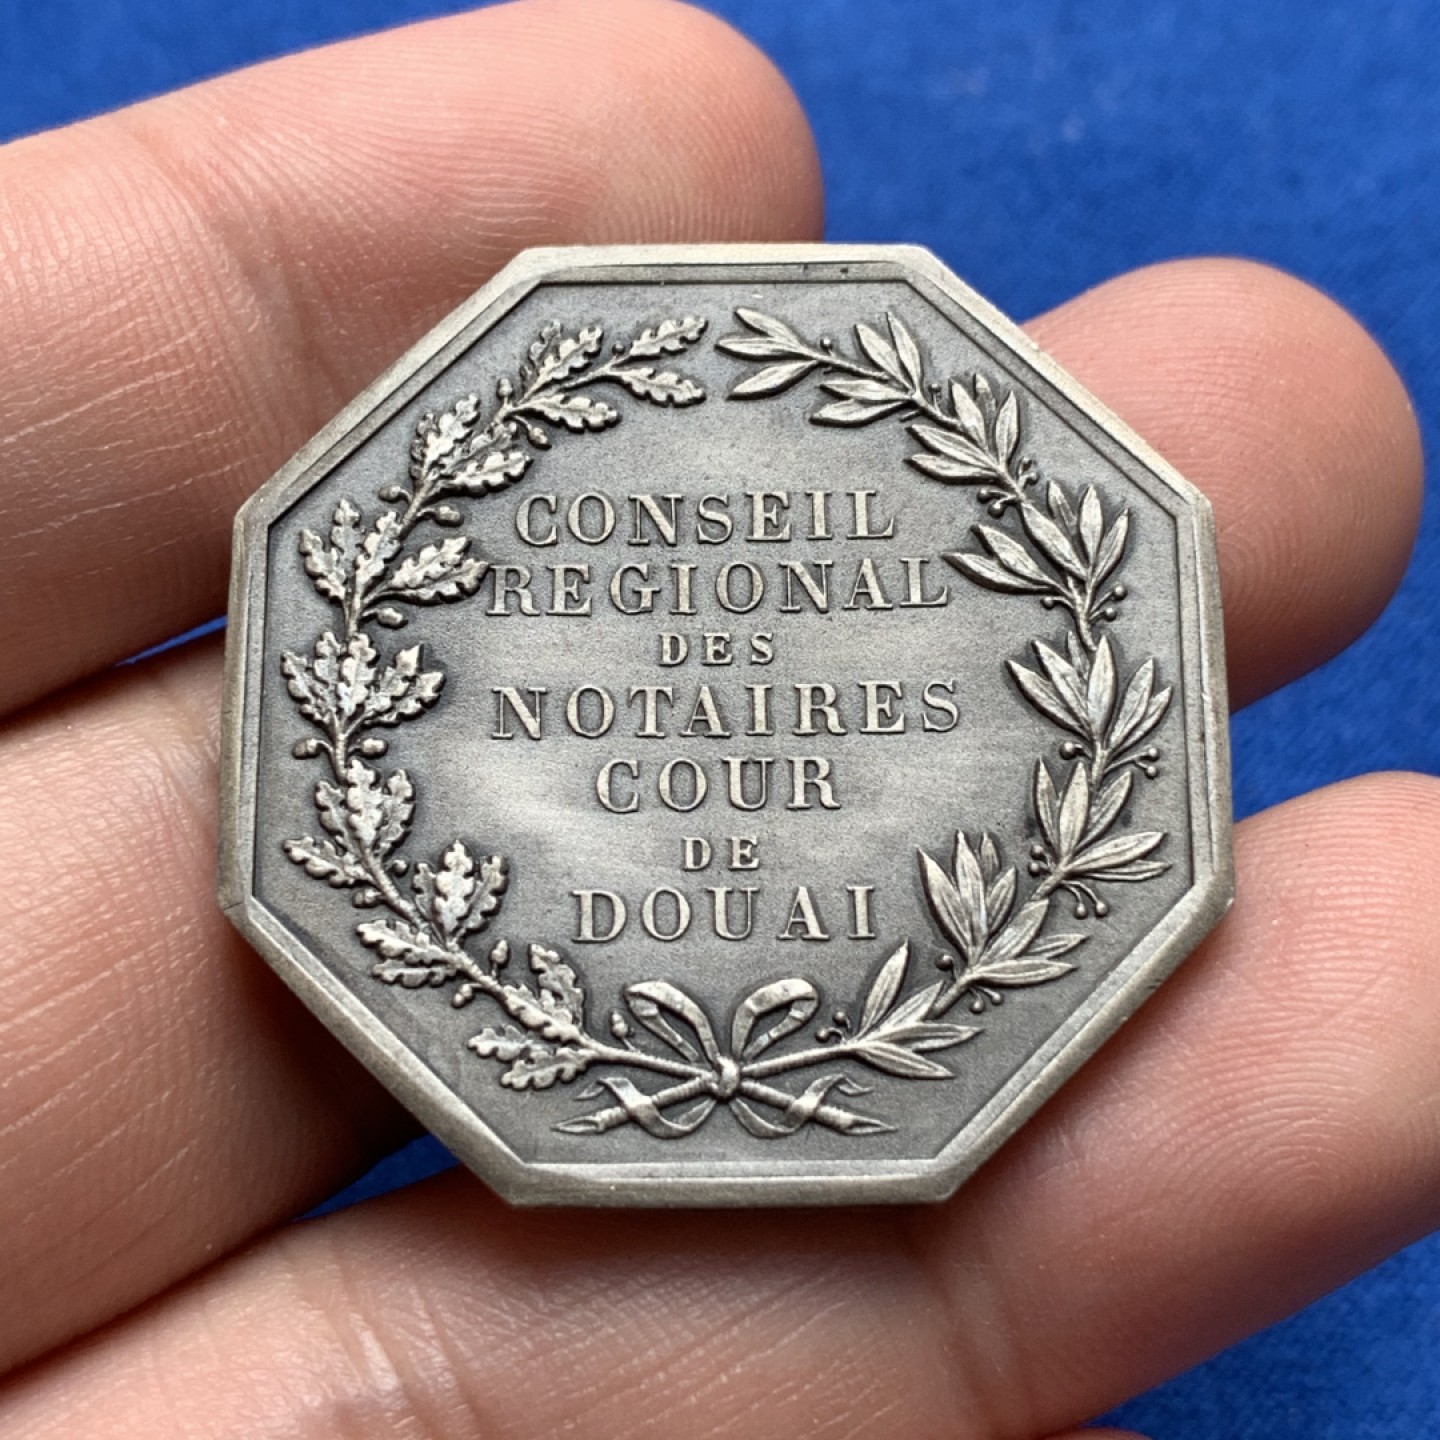 CONSEIL
REGIONAL
DES
NOTAIRES
COUR
DE
DOUAI